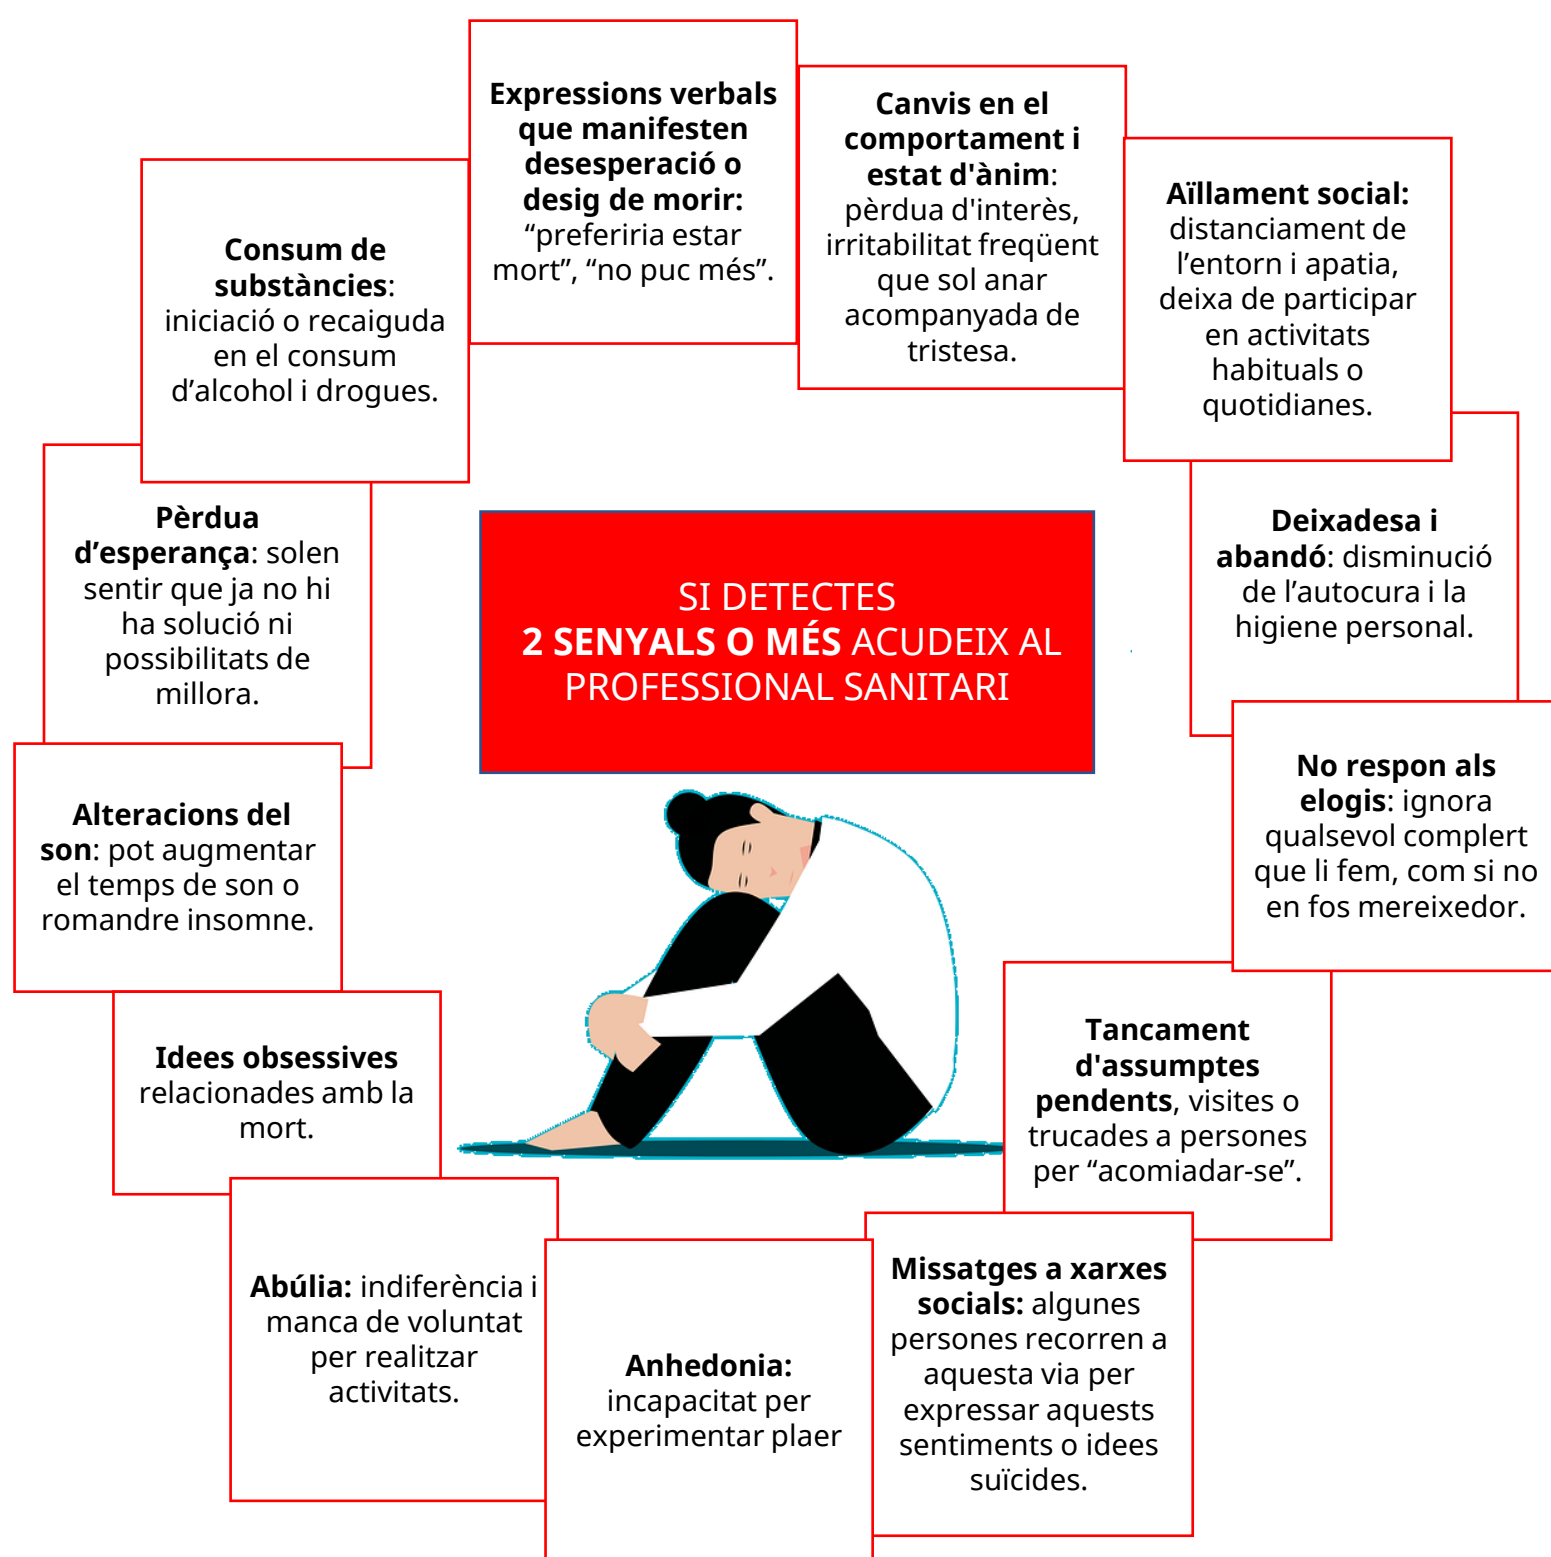 Expressions verbals
que manifesten
desesperació o
desig de morir:
“preferiria estar
mort”, “no puc més”.
Canvis en el
comportament i
estat d'ànim:
pèrdua d'interès,
irritabilitat freqüent
que sol anar
acompanyada de
tristesa.
Aïllament social:
distanciament de
l’entorn i apatia,
deixa de participar
en activitats
habituals o
quotidianes.
Deixadesa i
abandó: disminució
de l’autocura i la
higiene personal.
No respon als
elogis: ignora
qualsevol complert
que li fem, com si no
en fos mereixedor.
Tancament
d'assumptes
pendents, visites o
trucades a persones
per “acomiadar-se”.
Missatges a xarxes
socials: algunes
persones recorren a
aquesta via per
expressar aquests
sentiments o idees
suïcides.
Anhedonia:
incapacitat per
experimentar plaer
Abúlia: indiferència i
manca de voluntat
per realitzar
activitats.
Idees obsessives
relacionades amb la
mort.
Alteracions del
son: pot augmentar
el temps de son o
romandre insomne.
Pèrdua
d’esperança: solen
sentir que ja no hi
ha solució ni
possibilitats de
millora.
Consum de
substàncies:
iniciació o recaiguda
en el consum
d’alcohol i drogues.
SI DETECTES
2 SENYALS O MÉS ACUDEIX AL
PROFESSIONAL SANITARI